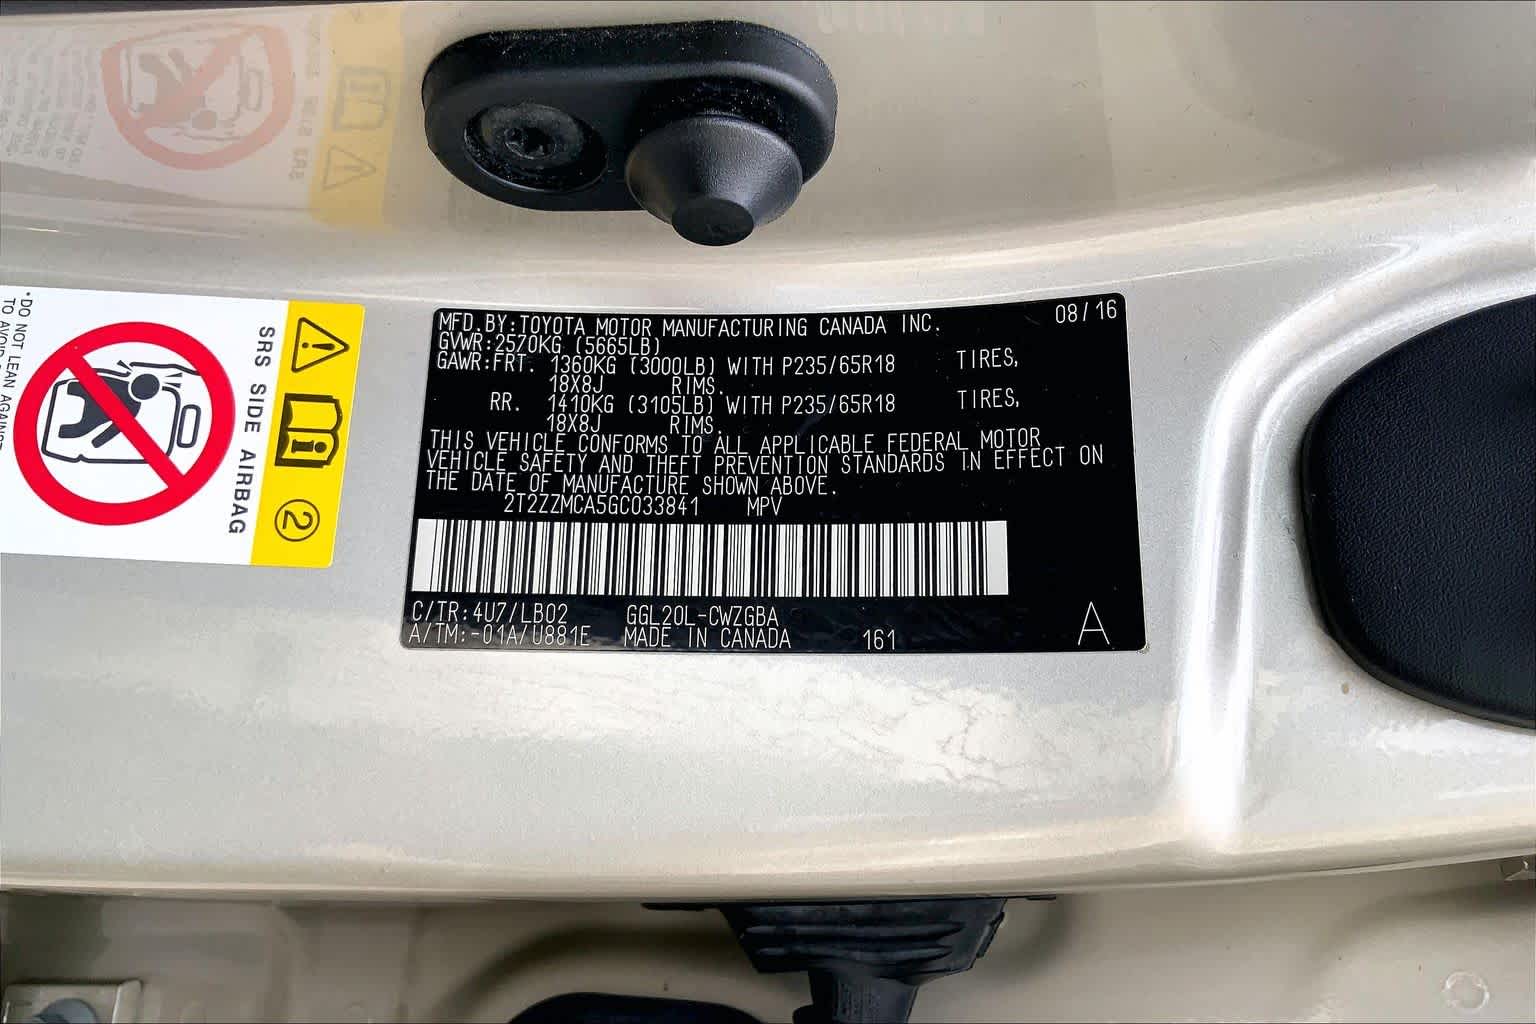 MFD.BY:TOYOTA MOTOR MANUFACTURING CANADA INC. 08/16
GVWR:2570KG (5665LB)
GAWR:FRT. 1360KG (3000LB) WITH P235/65R18 TIRES,
18X8J RIMS.
RR. 1410KG (3105LB) WITH P235/65R18 TIRES,
18X8J RIMS.
THIS VEHICLE CONFORMS TO ALL APPLICABLE FEDERAL MOTOR
VEHICLE SAFETY AND THEFT PREVENTION STANDARDS IN EFFECT ON
THE DATE OF MANUFACTURE SHOWN ABOVE.
2T2ZZMCA5GC033841 MPV
C/TR:4U7/LB02 GGL20L-CWZGBA
A/TM:-01A/U881E MADE IN CANADA 161 A
2
SRS SIDE AIRBAG
•DO NOT LEAN AGAINST
TO AVOID